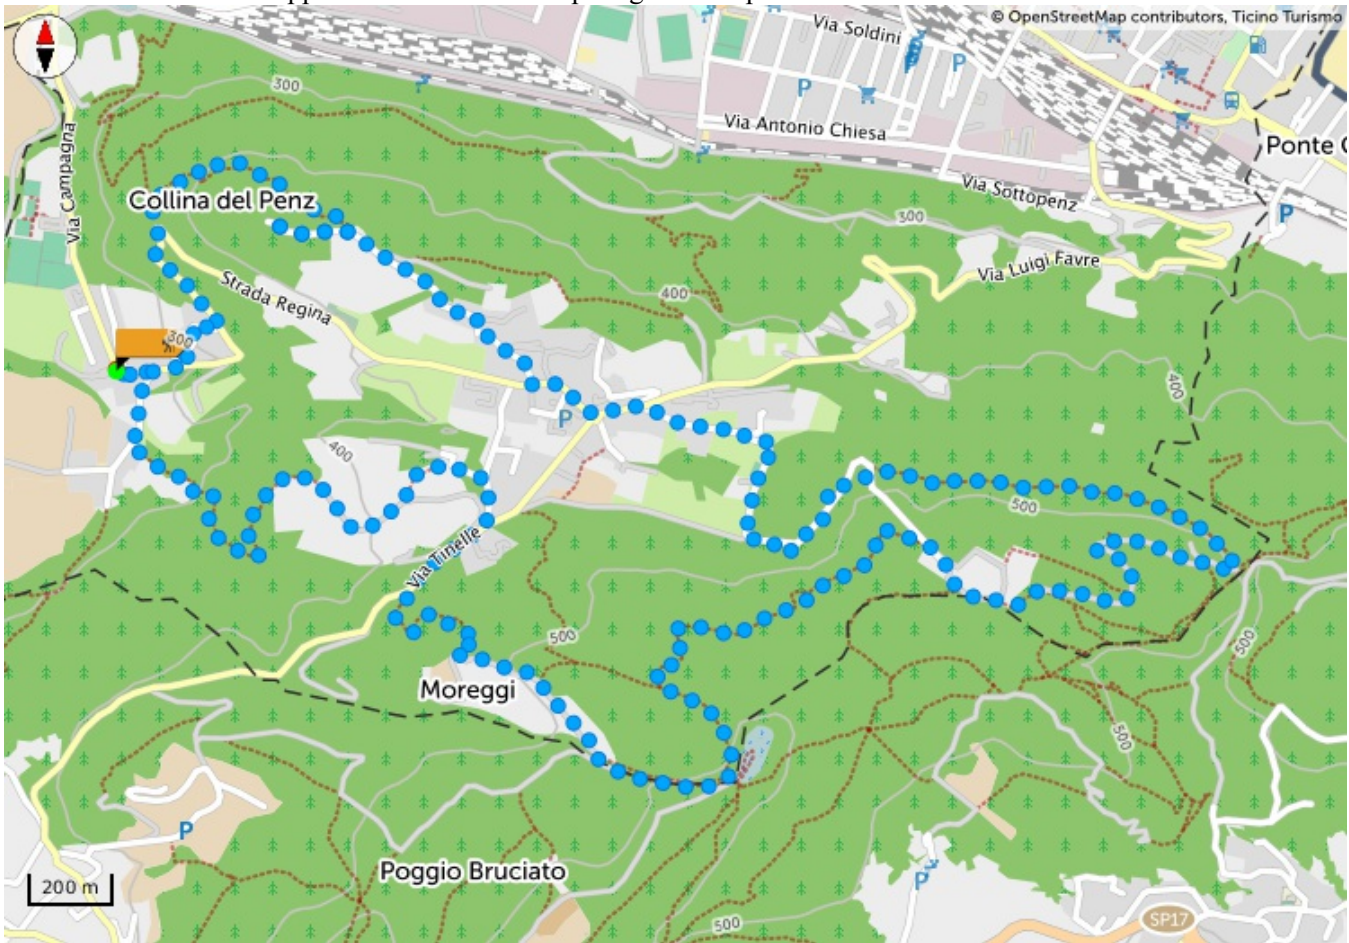 © OpenStreetMap contributors, Ticino Turismo
Via Soldini
P
P
300
Via Antonio Chiesa
Ponte C
Via Campagna
Collina del Penz
Via Sottopenz
300
P
Via Luigi Favre
Strada Regina
400
300
400
P
400
500
Via Tinelle
500
500
Moreggi
500
P
Poggio Bruciato
P
200 m
SP17
500